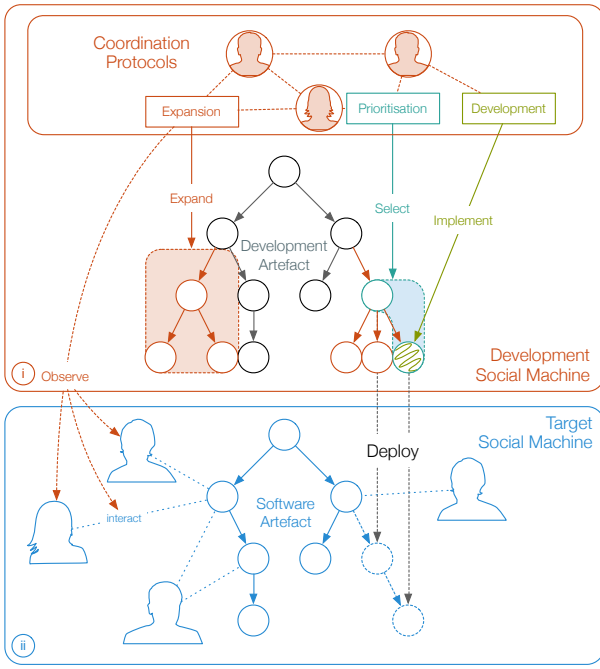 Coordination
Protocols
Expansion
Prioritisation
Development
Expand
Select
Implement
Development
Artefact
i
Observe
Development
Social Machine
Target
Social Machine
Deploy
Software
Artefact
interact
ii